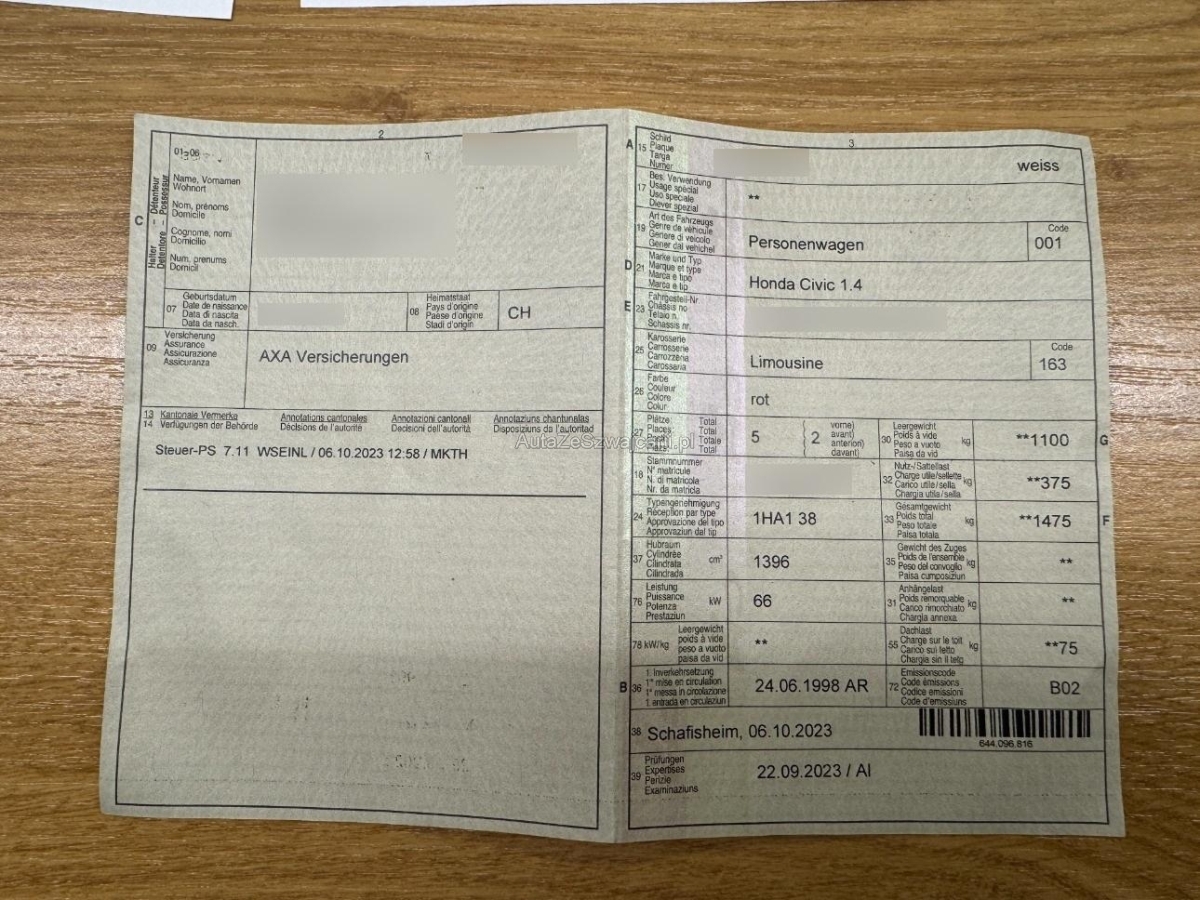 2
01-06
Halter – Détenteur
Detentore – Possessur
C
Name, Vornamen
Wohnort
Nom, prénoms
Domicile
Cognome, nomi
Domicilio
Num, prenums
Domicil
07
Geburtsdatum
Date de naissance
Data di nascita
Data da nasch.
08
Heimatstaat
Pays d'origine
Paese d'origine
Stadi d'origin
CH
09
Versicherung
Assurance
Assicurazione
Assicuranza
AXA Versicherungen
13 Kantonale Vermerke Annotations cantonales Annotazioni cantonali Annotaziuns chantunalas
14 Verfügungen der Behörde Décisions de l'autorité Decisioni dell'autorità Disposiziuns da l'autoritad
AutaZeSzwajcarii.pl
Steuer-PS 7.11 WSEINL / 06.10.2023 12:58 / MKTH
3
A
15
Schild
Plaque
Targa
Numer
weiss
17
Bes. Verwendung
Usage spécial
Uso speciale
Diever spezial
**
19
Art des Fahrzeugs
Genre de véhicule
Genere di veicolo
Gener dal vehichel
Personenwagen
Code
001
D
21
Marke und Typ
Marque et type
Marca e tipo
Marca e tip
Honda Civic 1.4
E
23
Fahrgestell-Nr.
Châssis no
Telaio n.
Schassis nr.
25
Karosserie
Carrosserie
Carrozzeria
Carossaria
Limousine
Code
163
26
Farbe
Couleur
Colore
Colur
rot
27
Plätze Total
Places Total
Totale
Total
5
2
vorne)
avant)
anteriori)
davant)
30
Leergewicht
Poids à vide
Peso a vuoto
Paisa da vid
kg
**1100
G
18
Stammnummer
N° matricule
N. di matricola
Nr. da matricla
32
Nutz-/Sattellast
Charge utile/sellette
Carico utile/sella
Chargia utila/sella
kg
**375
24
Typengenehmigung
Réception par type
Approvazione del tipo
Approvaziun dal tip
1HA1 38
33
Gesamtgewicht
Poids total
Peso totale
Paisa totala
kg
**1475
F
37
Hubraum
Cylindrée
Cilindrata
Cilindrada
cm³
1396
35
Gewicht des Zuges
Poids de l'ensemble
Peso del convoglio
Paisa cumposiziun
kg
**
76
Leistung
Puissance
Potenza
Prestaziun
kW
66
31
Anhängelast
Poids remorquable
Carico rimorchiato
Chargia annexa
kg
**
78 kW/kg
Leergewicht
poids à vide
peso a vuoto
paisa da vid
**
55
Dachlast
Charge sur le toit
Carico sul tetto
Chargia sin il tetg
kg
**75
B
36
1. Inverkehrsetzung
1re mise en circulation
1a messa in circolazione
1. entrada en circulaziun
24.06.1998 AR
72
Emissionscode
Code émissions
Codice emissioni
Code d'emissiuns
B02
38 Schafisheim, 06.10.2023
644.096.816
39
Prüfungen
Expertises
Perizie
Examinaziuns
22.09.2023 / AI